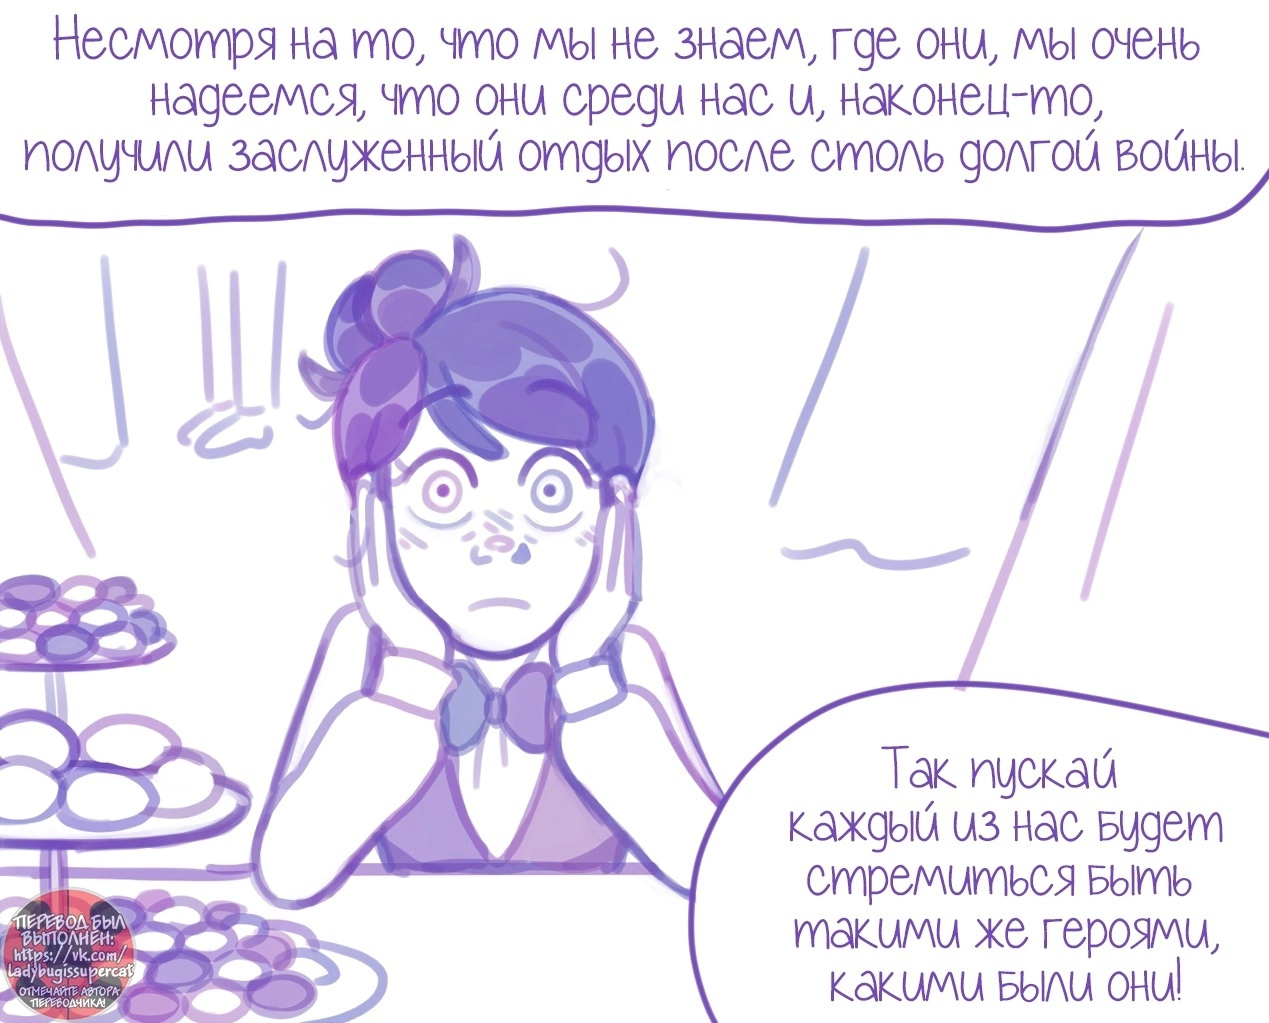 Несмотря на то, что мы не знаем, где они, мы очень
надеемся, что они среди нас и, наконец-то,
получили заслуженный отдых после столь долгой войны.
Так пускай
каждый из нас будет
стремиться быть
такими же героями,
какими были они!
ПЕРЕВОД БЫЛ
ВЫПОЛНЕН:
https://vk.com/
ladybugissupercat
ОТМЕЧАЙТЕ АВТОРА
ПЕРЕВОДЧИКА!